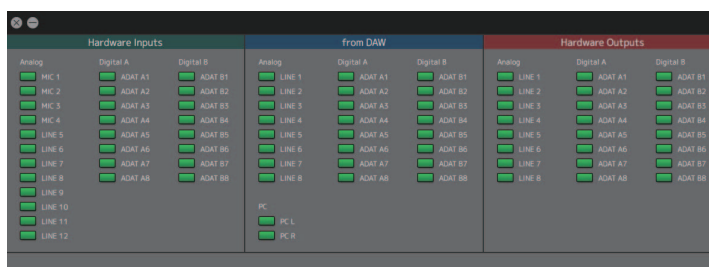 Hardware Inputs from DAW Hardware Outputs
Analog Digital A Digital B Analog Digital A Digital B Analog Digital A Digital B
MIC 1 ADAT A1 ADAT B1 LINE 1 ADAT A1 ADAT B1 LINE 1 ADAT A1 ADAT B1
MIC 2 ADAT A2 ADAT B2 LINE 2 ADAT A2 ADAT B2 LINE 2 ADAT A2 ADAT B2
MIC 3 ADAT A3 ADAT B3 LINE 3 ADAT A3 ADAT B3 LINE 3 ADAT A3 ADAT B3
MIC 4 ADAT A4 ADAT B4 LINE 4 ADAT A4 ADAT B4 LINE 4 ADAT A4 ADAT B4
LINE 5 ADAT A5 ADAT B5 LINE 5 ADAT A5 ADAT B5 LINE 5 ADAT A5 ADAT B5
LINE 6 ADAT A6 ADAT B6 LINE 6 ADAT A6 ADAT B6 LINE 6 ADAT A6 ADAT B6
LINE 7 ADAT A7 ADAT B7 LINE 7 ADAT A7 ADAT B7 LINE 7 ADAT A7 ADAT B7
LINE 8 ADAT A8 ADAT B8 LINE 8 ADAT A8 ADAT B8 LINE 8 ADAT A8 ADAT B8
LINE 9
LINE 10 PC
LINE 11 PC L
LINE 12 PC R